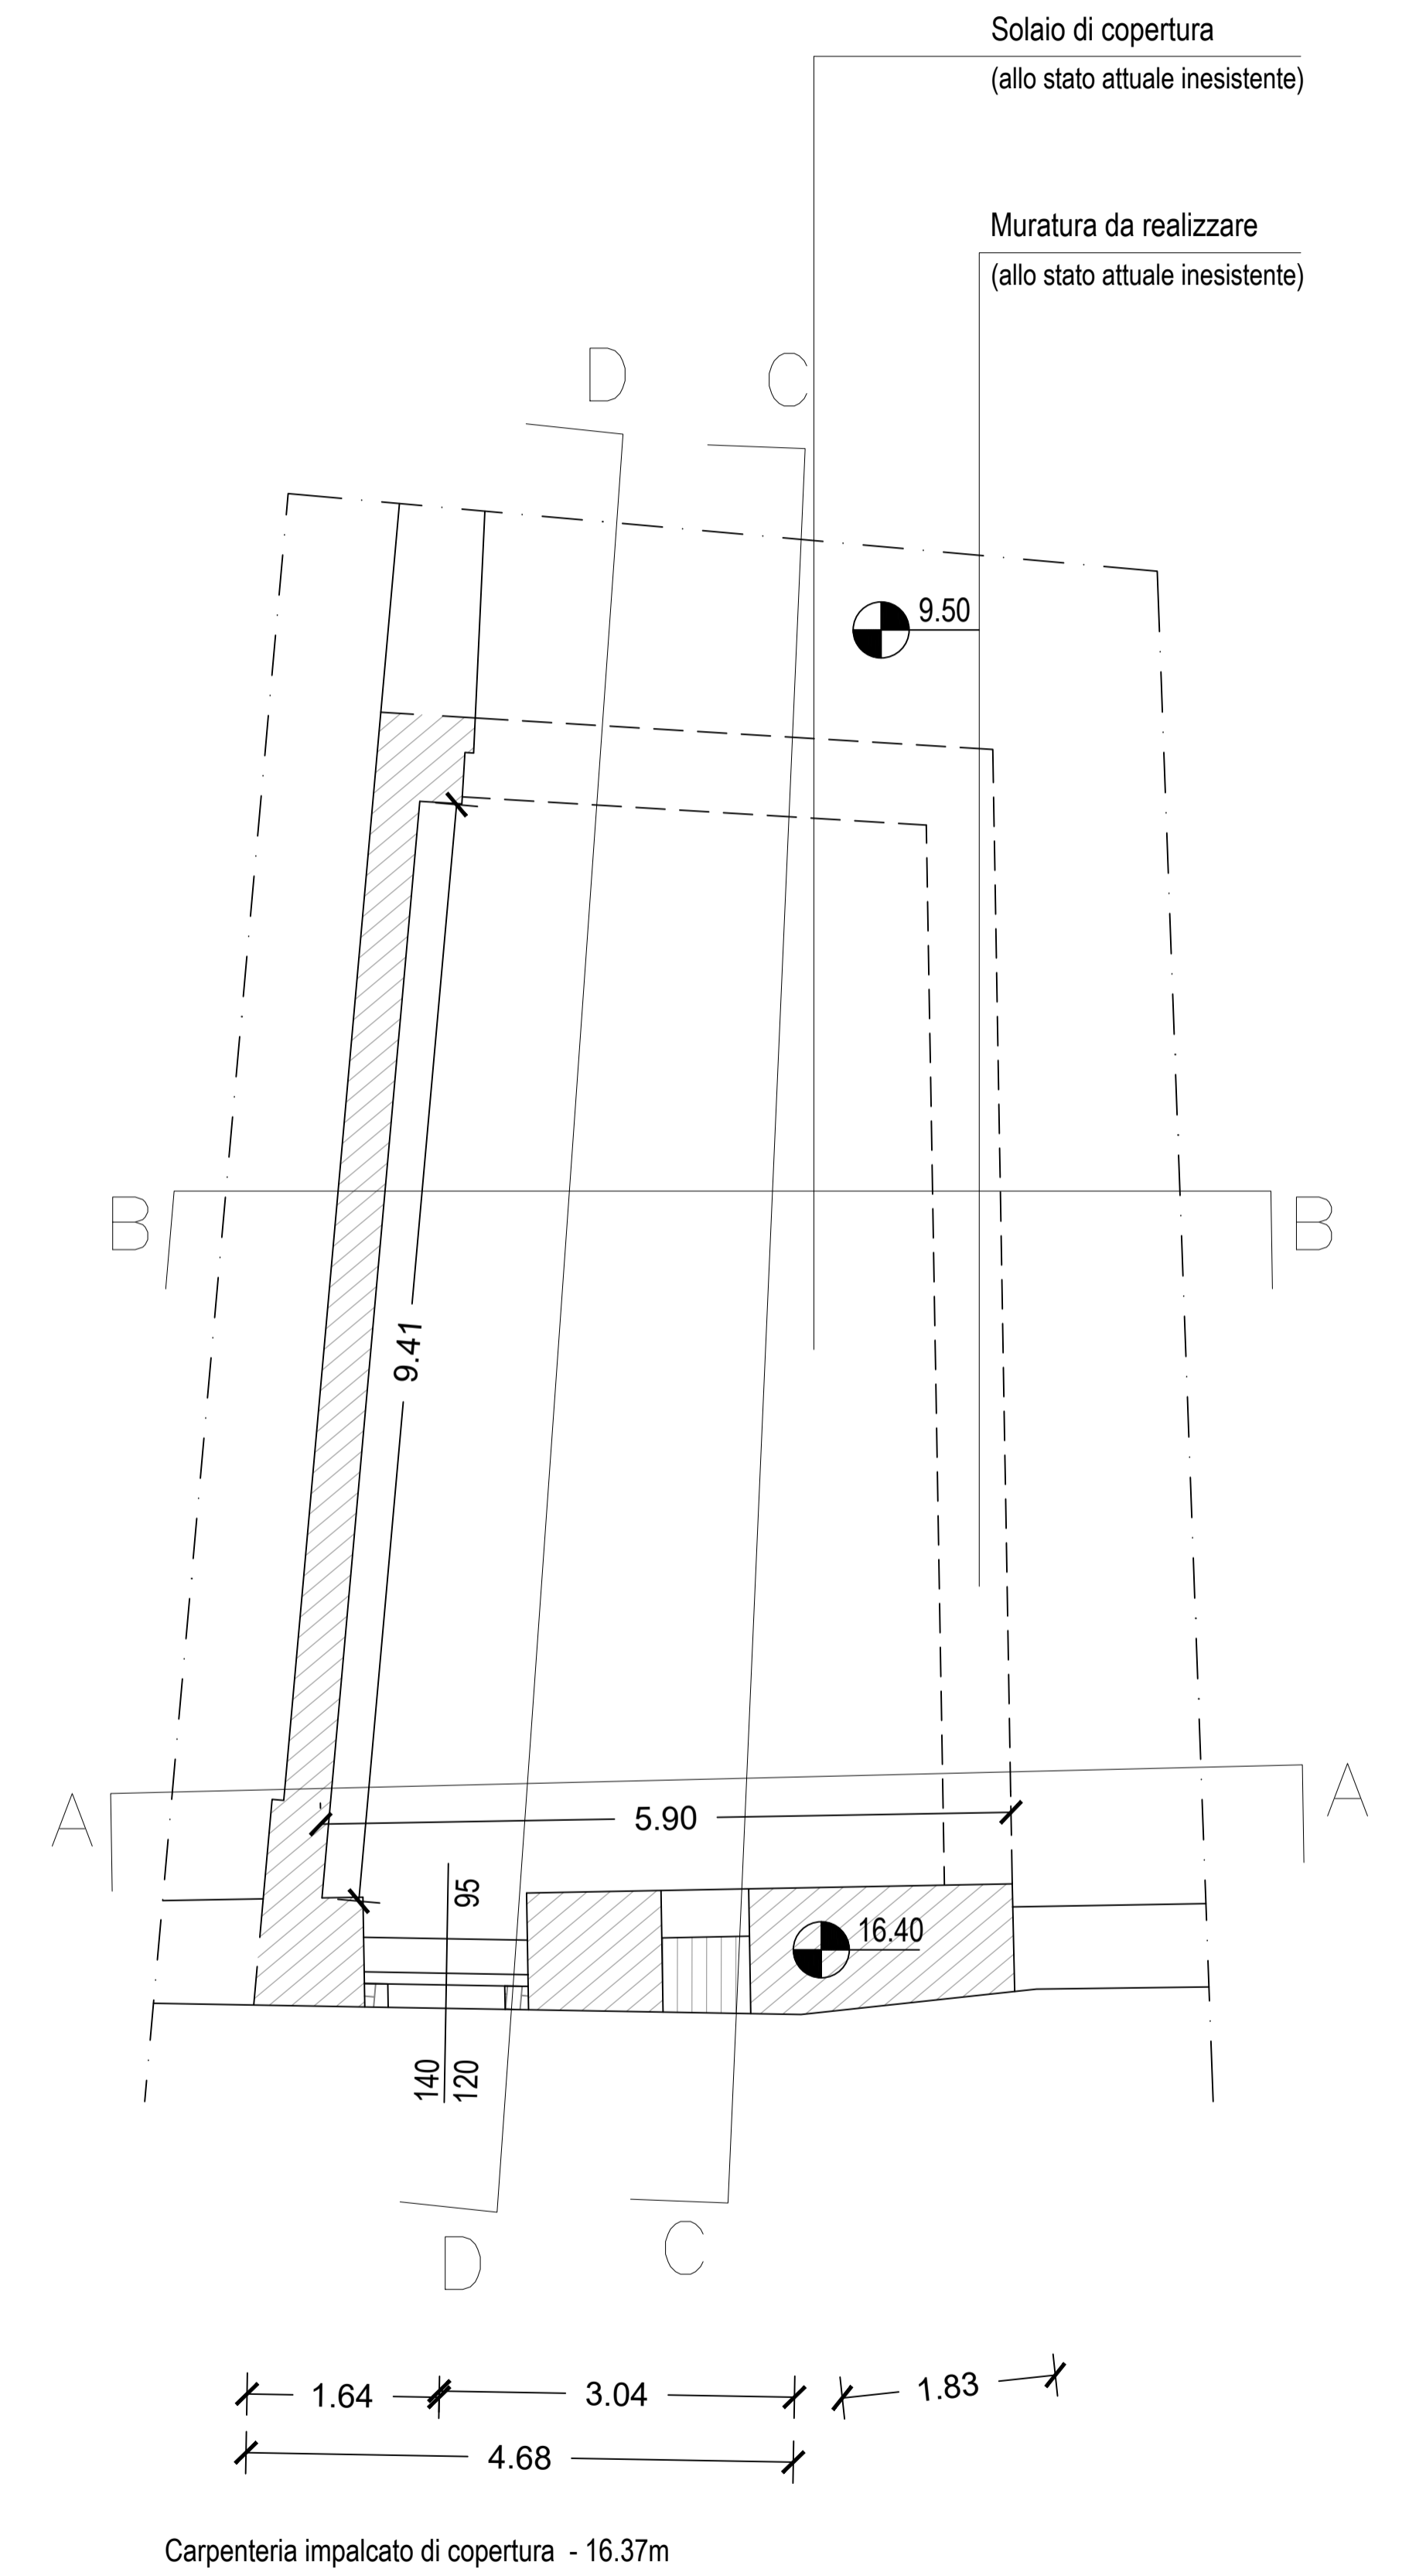 Solaio di copertura
(allo stato attuale inesistente)
Muratura da realizzare
(allo stato attuale inesistente)
D
C
9.50
B
B
9.41
A
A
5.90
95
16.40
140
120
D
C
1.64
3.04
1.83
4.68
Carpenteria impalcato di copertura - 16.37m